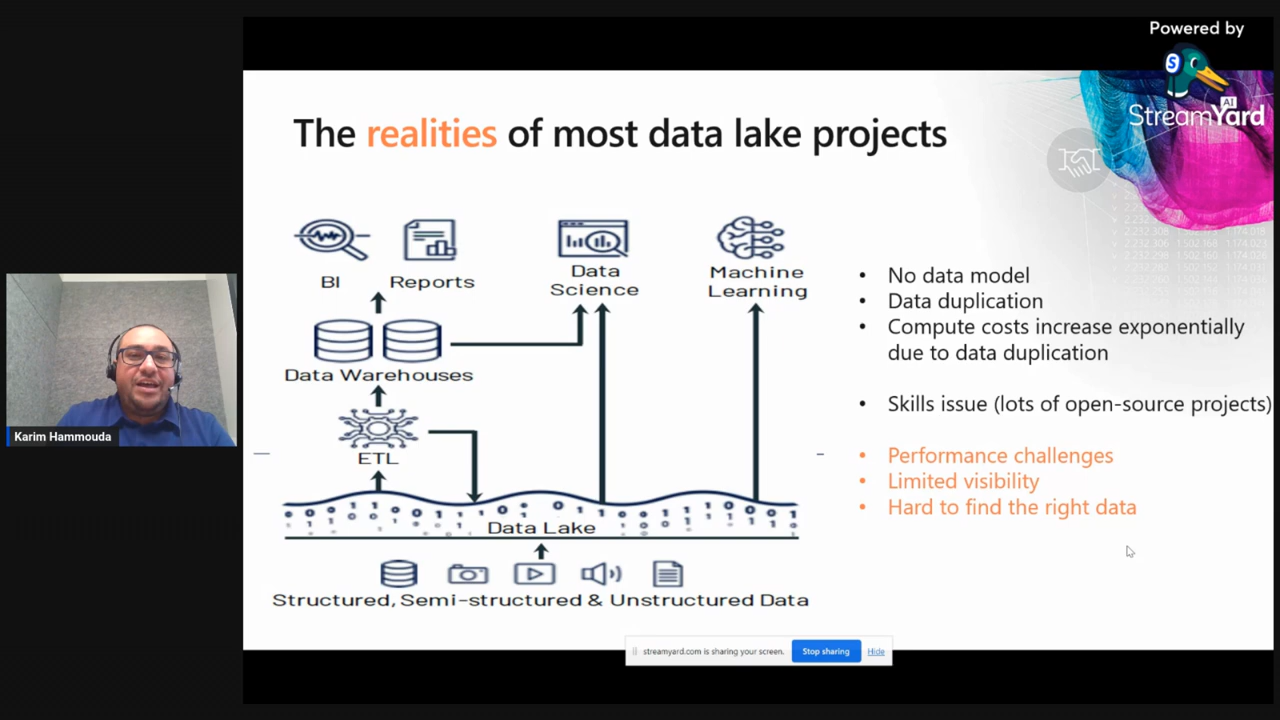 Powered by
S
AI
StreamYard
The realities of most data lake projects
BI
Reports
Data
Science
Machine
Learning
Data Warehouses
ETL
Data Lake
Structured, Semi-structured & Unstructured Data
• No data model
• Data duplication
• Compute costs increase exponentially
due to data duplication
• Skills issue (lots of open-source projects)
• Performance challenges
• Limited visibility
• Hard to find the right data
Karim Hammouda
streamyard.com is sharing your screen.
Stop sharing
Hide